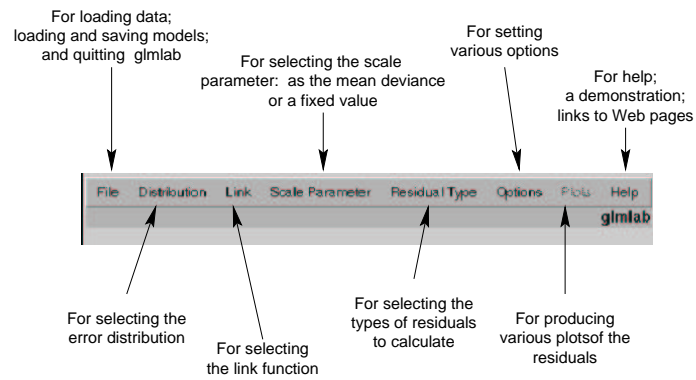 For loading data;
loading and saving models;
and quitting glmlab
For selecting the scale
parameter: as the mean deviance
or a fixed value
For setting
various options
For help;
a demonstration;
links to Web pages
File Distribution Link Scale Parameter Residual Type Options Plots Help
glmlab
For selecting the
error distribution
For selecting
the link function
For selecting the
types of residuals
to calculate
For producing
various plotsof the
residuals